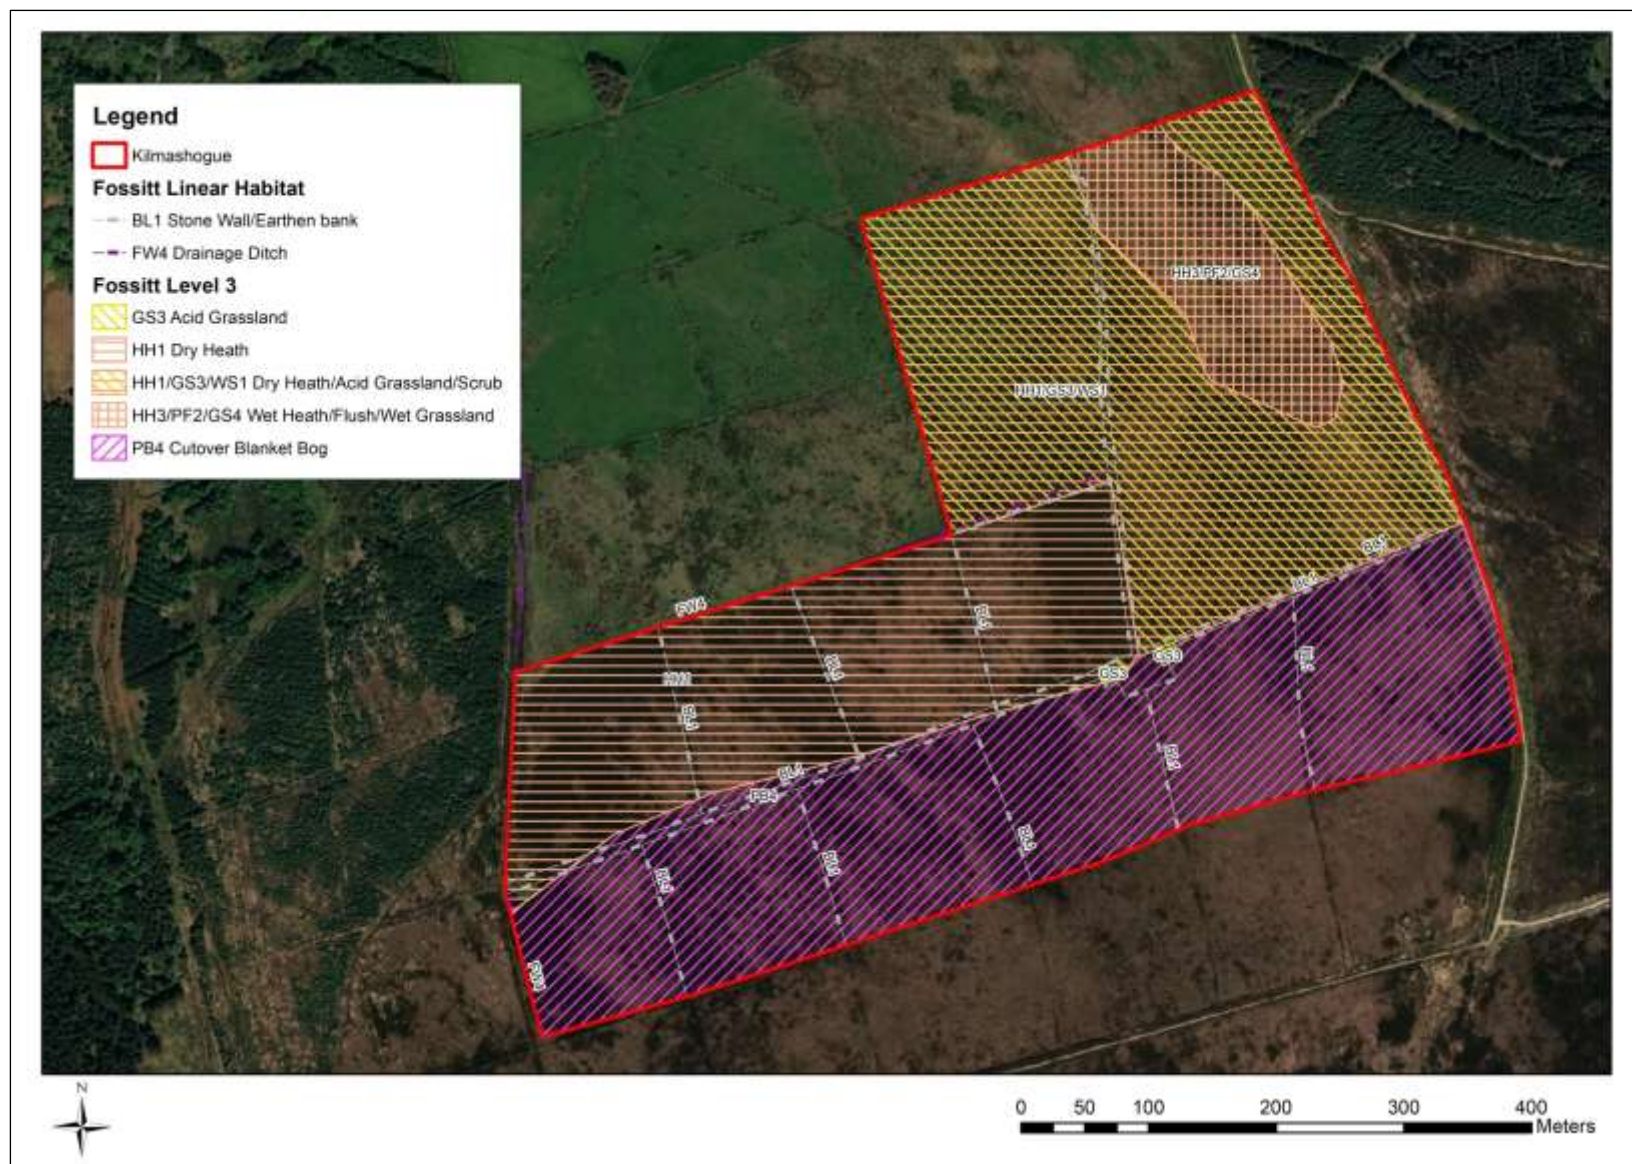 Legend
Kilmashogue
Fossitt Linear Habitat
BL1 Stone Wall/Earthen bank
FW4 Drainage Ditch
Fossitt Level 3
GS3 Acid Grassland
HH1 Dry Heath
HH1/GS3/WS1 Dry Heath/Acid Grassland/Scrub
HH3/PF2/GS4 Wet Heath/Flush/Wet Grassland
PB4 Cutover Blanket Bog
HH3/PF2/GS4
HH1/GS3/WS1
BL1
BL1
FW4
BL1
BL1
GS3
GS3
BL1
HH1
BL1
BL1
BL1
PB4
BL1
BL1
BL1
FW4
N
0 50 100 200 300 400
Meters